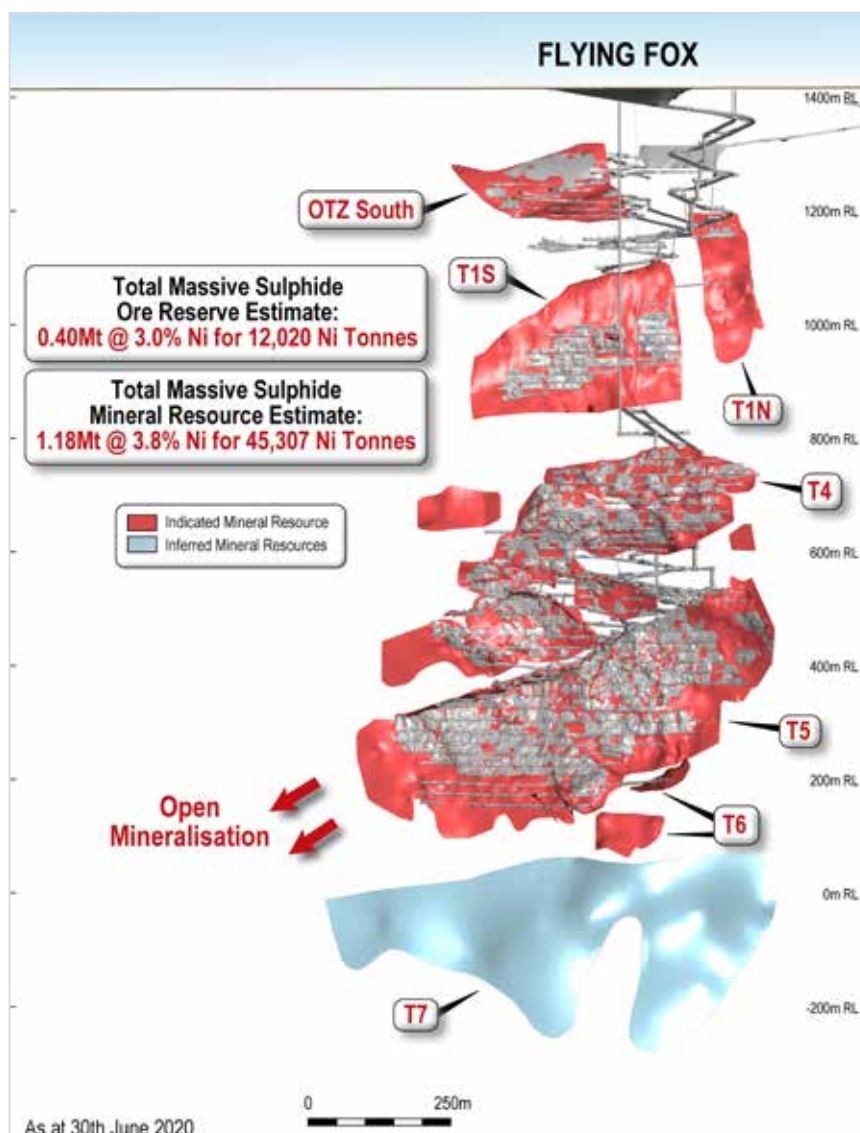 FLYING FOX
1400m RL
OTZ South
1200m RL
T1S
Total Massive Sulphide
Ore Reserve Estimate:
0.40Mt @ 3.0% Ni for 12,020 Ni Tonnes
1000m RL
Total Massive Sulphide
Mineral Resource Estimate:
1.18Mt @ 3.8% Ni for 45,307 Ni Tonnes
T1N
800m RL
T4
Indicated Mineral Resource
Inferred Mineral Resources
600m RL
400m RL
T5
200m RL
Open
Mineralisation
T6
0m RL
T7
-200m RL
0 250m
As at 30th June 2020